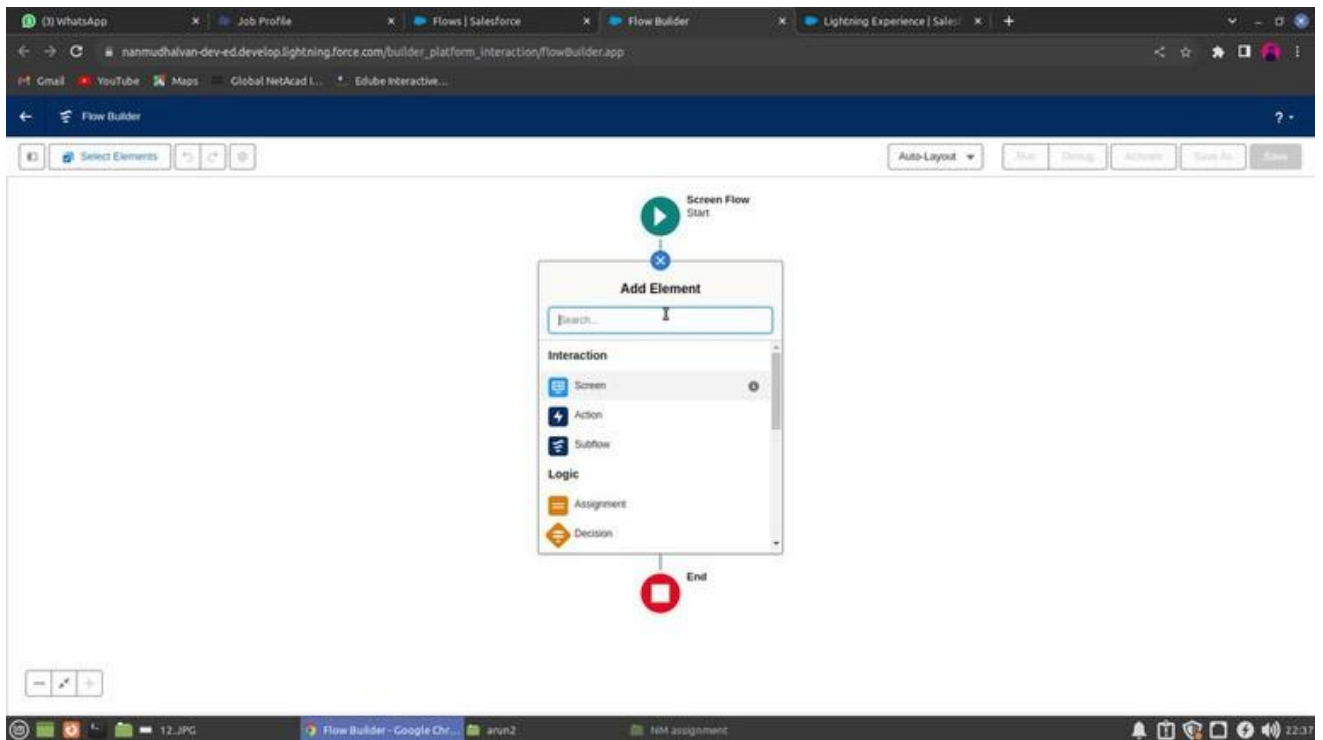 (3) WhatsApp
Job Profile
Flows | Salesforce
Flow Builder
Lightning Experience | Sales
nanmudhalvan-dev-ed.develop.lightning.force.com/builder_platform_interaction/flowBuilder.app
Gmail YouTube Maps Global NetAcad I... Edube Interactive...
Flow Builder
?
Select Elements
Auto-Layout Run Debug Activate Save As Save
Screen Flow
Start
Add Element
Search...
Interaction
Screen
Action
Subflow
Logic
Assignment
Decision
End
12.JPG Flow Builder - Google Chr... arun2 NM assignment 22:37